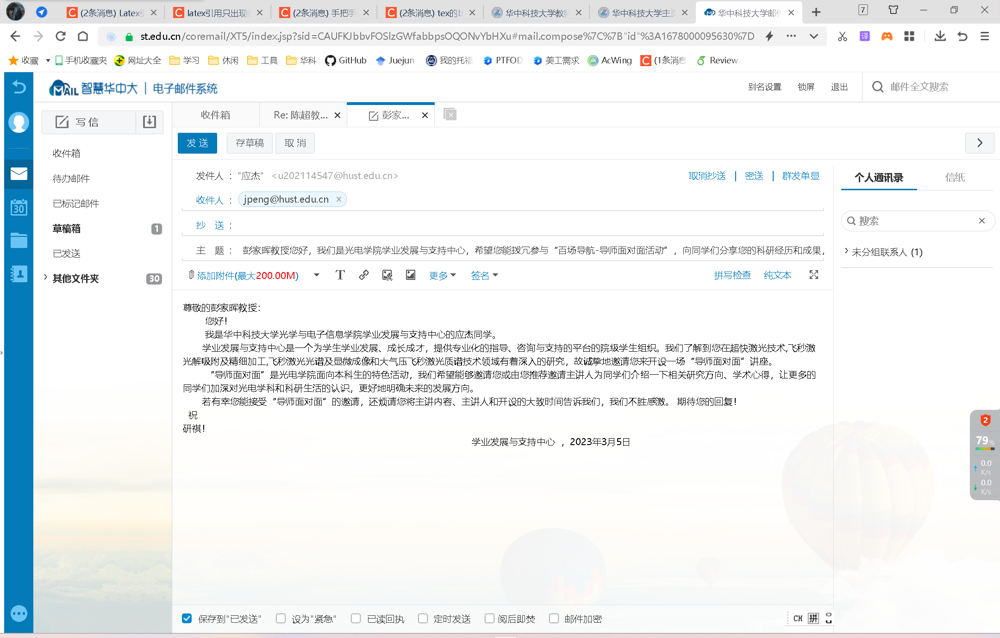 (2条消息) Latex
latex引用只出现
(2条消息) 手把手
(2条消息) tex的b
华中科技大学教师
华中科技大学主页
华中科技大学邮件
7
st.edu.cn/coremail/XT5/index.jsp?sid=CAUFKJbbvFOSlzGWfabbpsOQONvYbHXu#mail.compose%7C%7B"id"%3A1678000095630%7D
译
收藏 手机收藏夹 网址大全 学习 休闲 工具 华科 GitHub Juejun 我的托福 PTFOD 美工需求 AcWing (1条消息 Review
MAIL 智慧华中大 | 电子邮件系统
别名设置 锁屏 退出 邮件全文搜索
写 信
收件箱 Re: 陈超教... 彭家...
发 送 存草稿 取 消
收件箱
待办邮件
已标记邮件
草稿箱 1
已发送
其他文件夹 30
30
发件人 : "应杰" <u202114547@hust.edu.cn>
取消抄送 | 密送 | 群发单显
收件人 : jpeng@hust.edu.cn
抄 送 :
主 题 : 彭家晖教授您好，我们是光电学院学业发展与支持中心，希望您能拨冗参与“百场导航-导师面对面活动”，向同学们分享您的科研经历和成果，
添加附件(最大200.00M) 更多 签名 拼写检查 纯文本
个人通讯录 信纸
搜索
未分组联系人 (1)
尊敬的彭家晖教授：
您好！
我是华中科技大学光学与电子信息学院学业发展与支持中心的应杰同学。
学业发展与支持中心是一个为学生学业发展、成长成才，提供专业化的指导、咨询与支持的平台的院级学生组织。我们了解到您在超快激光技术,飞秒激
光解吸附及精细加工,飞秒激光光谱及显微成像和大气压飞秒激光质谱技术领域有着深入的研究，故诚挚地邀请您来开设一场“导师面对面”讲座。
“导师面对面”是光电学院面向本科生的特色活动，我们希望能够邀请您或由您推荐邀请主讲人为同学们介绍一下相关研究方向、学术心得，让更多的
同学们加深对光电学科和科研生活的认识，更好地明确未来的发展方向。
若有幸您能接受“导师面对面”的邀请，还烦请您将主讲内容、主讲人和开设的大致时间告诉我们，我们不胜感激。 期待您的回复！
祝
研祺！
学业发展与支持中心 ，2023年3月5日
2
79%
0.0
K/s
0.0
K/s
保存到"已发送" 设为"紧急" 已读回执 定时发送 阅后即焚 邮件加密
CH 拼